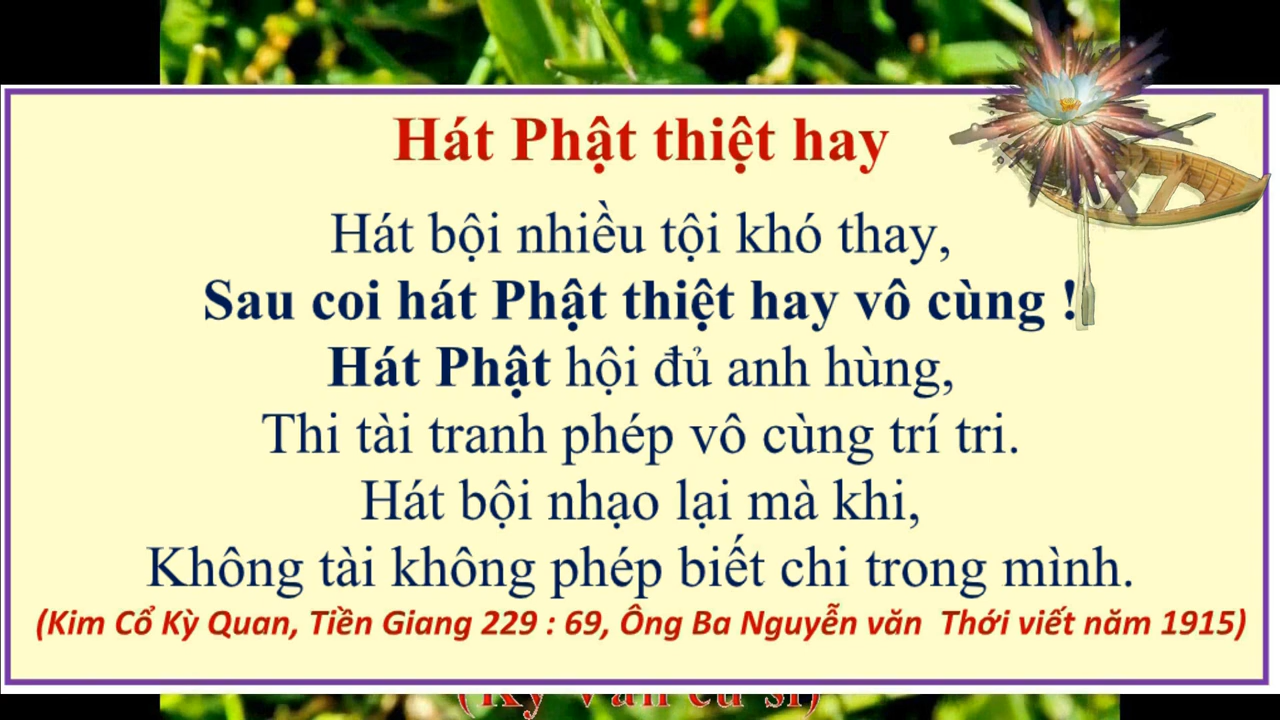 Hát Phật thiệt hay
Hát bội nhiều tội khó thay,
Sau coi hát Phật thiệt hay vô cùng !
Hát Phật hội đủ anh hùng,
Thi tài tranh phép vô cùng trí tri.
Hát bội nhạo lại mà khi,
Không tài không phép biết chi trong mình.
(Kim Cổ Kỳ Quan, Tiền Giang 229 : 69, Ông Ba Nguyễn văn  Thới viết năm 1915)